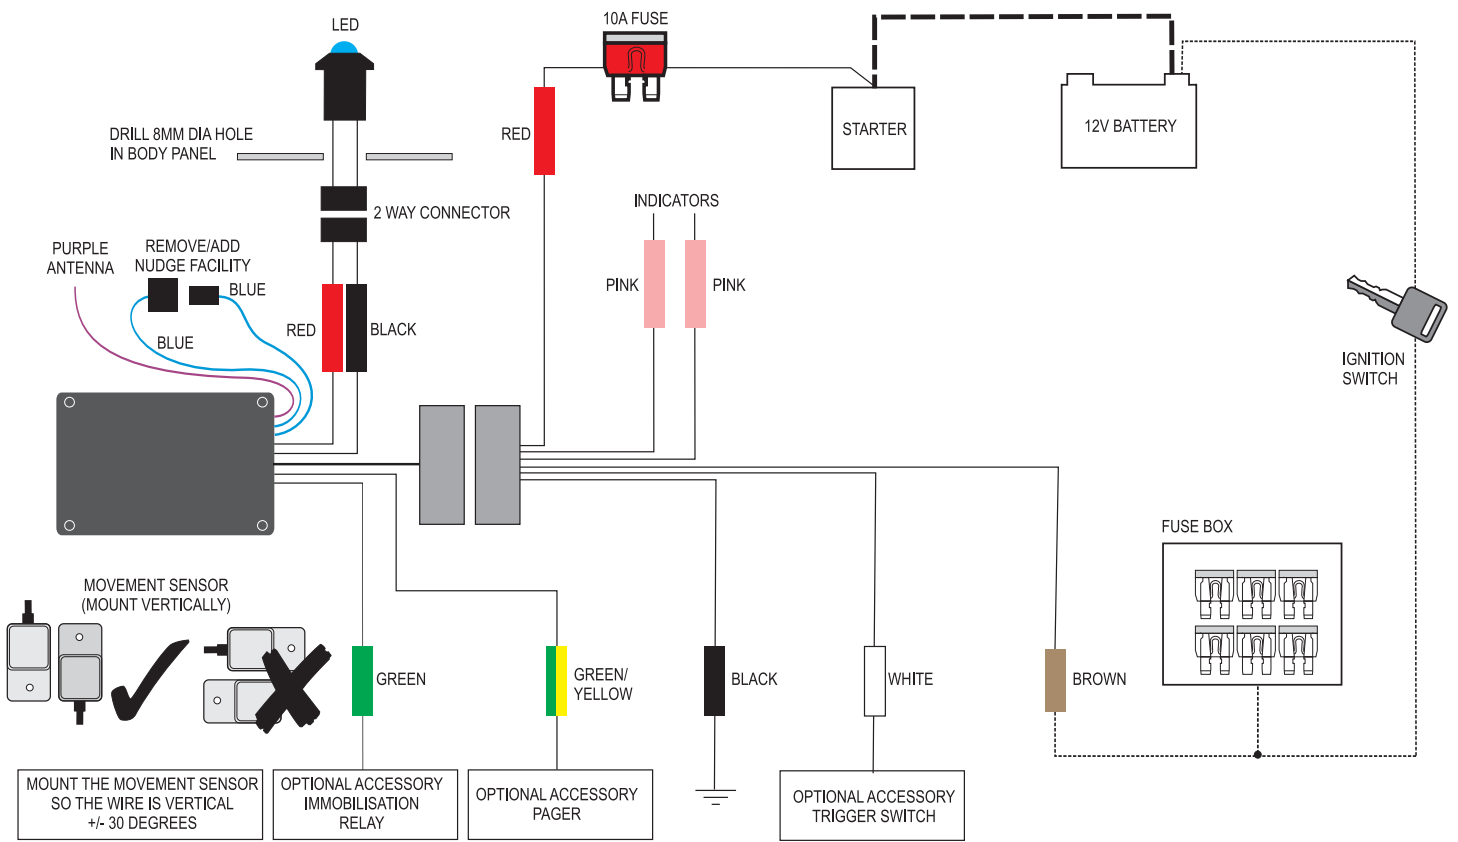 LED
10A FUSE
DRILL 8MM DIA HOLE
IN BODY PANEL
RED
STARTER
12V BATTERY
2 WAY CONNECTOR
INDICATORS
PURPLE
ANTENNA
REMOVE/ADD
NUDGE FACILITY
BLUE
BLUE
RED
BLACK
PINK
PINK
IGNITION
SWITCH
FUSE BOX
MOVEMENT SENSOR
(MOUNT VERTICALLY)
GREEN
GREEN/
YELLOW
BLACK
WHITE
BROWN
MOUNT THE MOVEMENT SENSOR
SO THE WIRE IS VERTICAL
+/- 30 DEGREES
OPTIONAL ACCESSORY
IMMOBILISATION
RELAY
OPTIONAL ACCESSORY
PAGER
OPTIONAL ACCESSORY
TRIGGER SWITCH